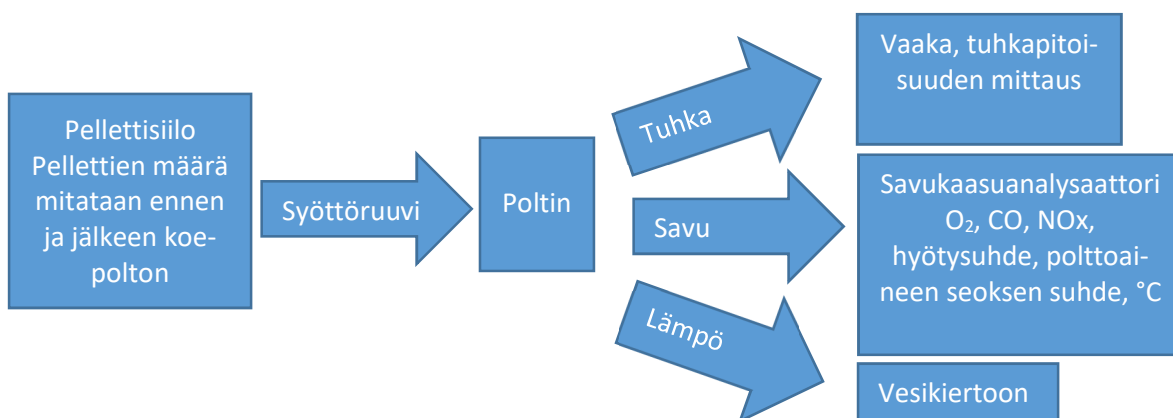 Pellettisiilo
Pellettien määrä
mitataan ennen
ja jälkeen koe-
polton
Syöttöruuvi
Poltin
Tuhka
Savu
Lämpö
Vaaka, tuhkapitoi-
suuden mittaus
Savukaasuanalysaattori
O₂, CO, NOx,
hyötysuhde, polttoai-
neen seoksen suhde, °C
Vesikiertoon